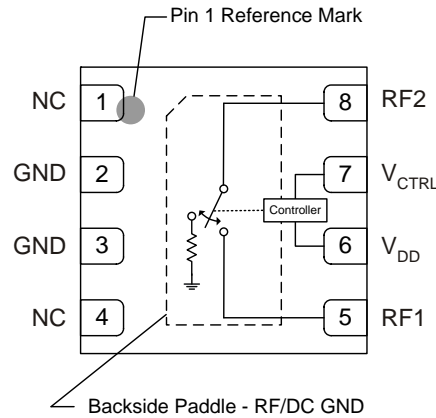 Pin 1 Reference Mark
NC 1
8 RF2
GND 2
7 VCTRL
Controller
GND 3
6 VDD
NC 4
5 RF1
Backside Paddle - RF/DC GND